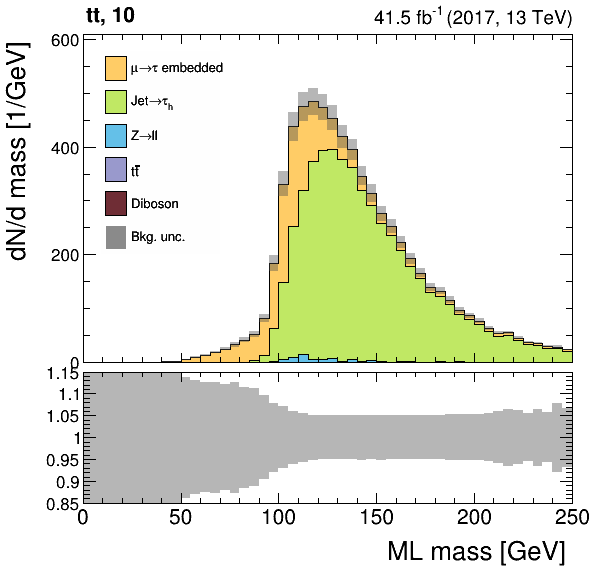 tt, 10
41.5 fb⁻¹ (2017, 13 TeV)
dN/d mass [1/GeV]
600
400
200
0
μ→τ embedded
Jet→τₕ
Z→ll
tt̄
Diboson
Bkg. unc.
1.15
1.1
1.05
1
0.95
0.9
0.85
0 50 100 150 200 250
ML mass [GeV]